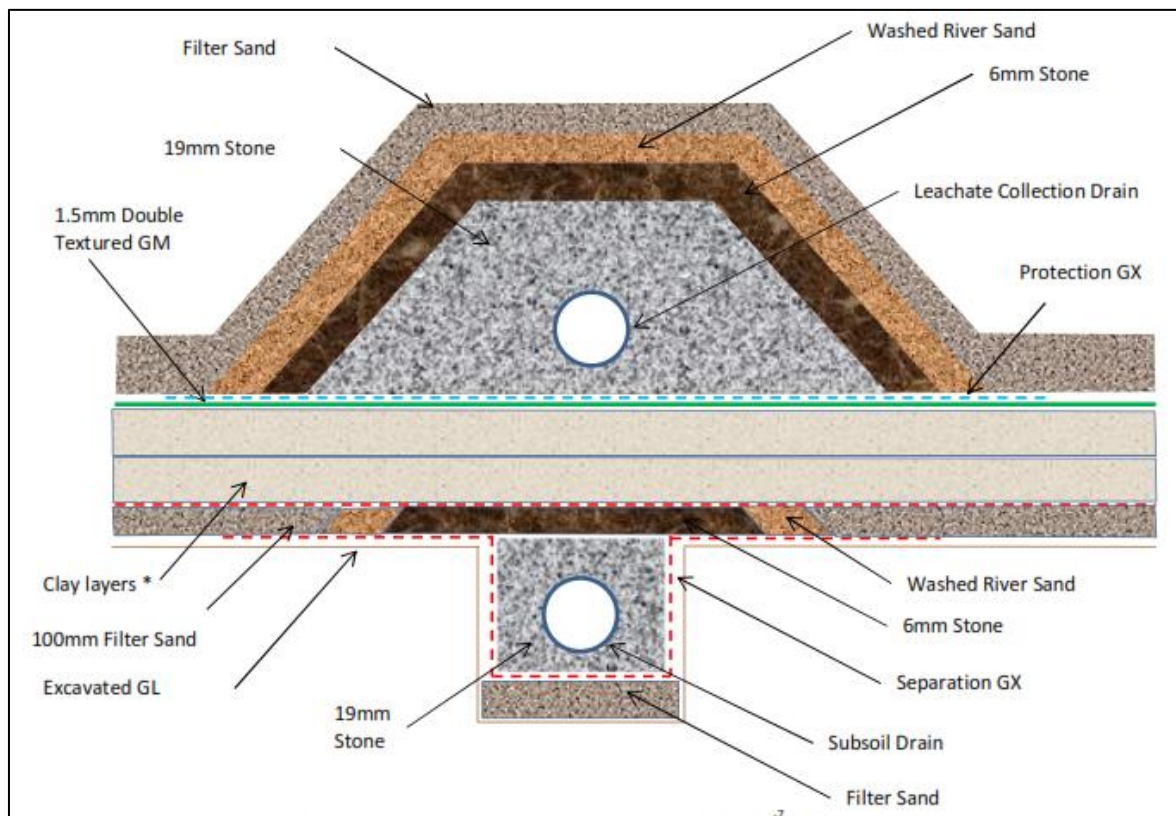 Filter Sand
Washed River Sand
6mm Stone
19mm Stone
Leachate Collection Drain
1.5mm Double
Textured GM
Protection GX
Clay layers *
Washed River Sand
100mm Filter Sand
6mm Stone
Excavated GL
Separation GX
19mm
Stone
Subsoil Drain
Filter Sand